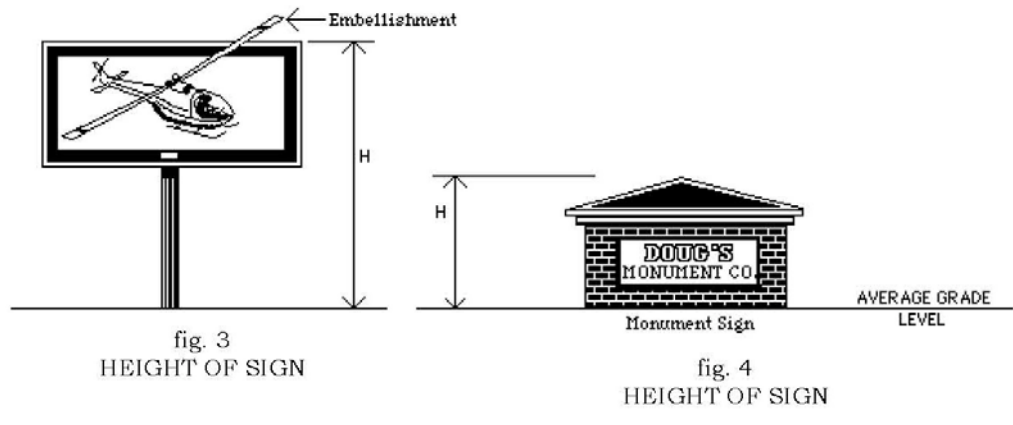 Embellishment
H
fig. 3
HEIGHT OF SIGN
H
DOUG'S
MONUMENT CO.
Monument Sign
AVERAGE GRADE
LEVEL
fig. 4
HEIGHT OF SIGN